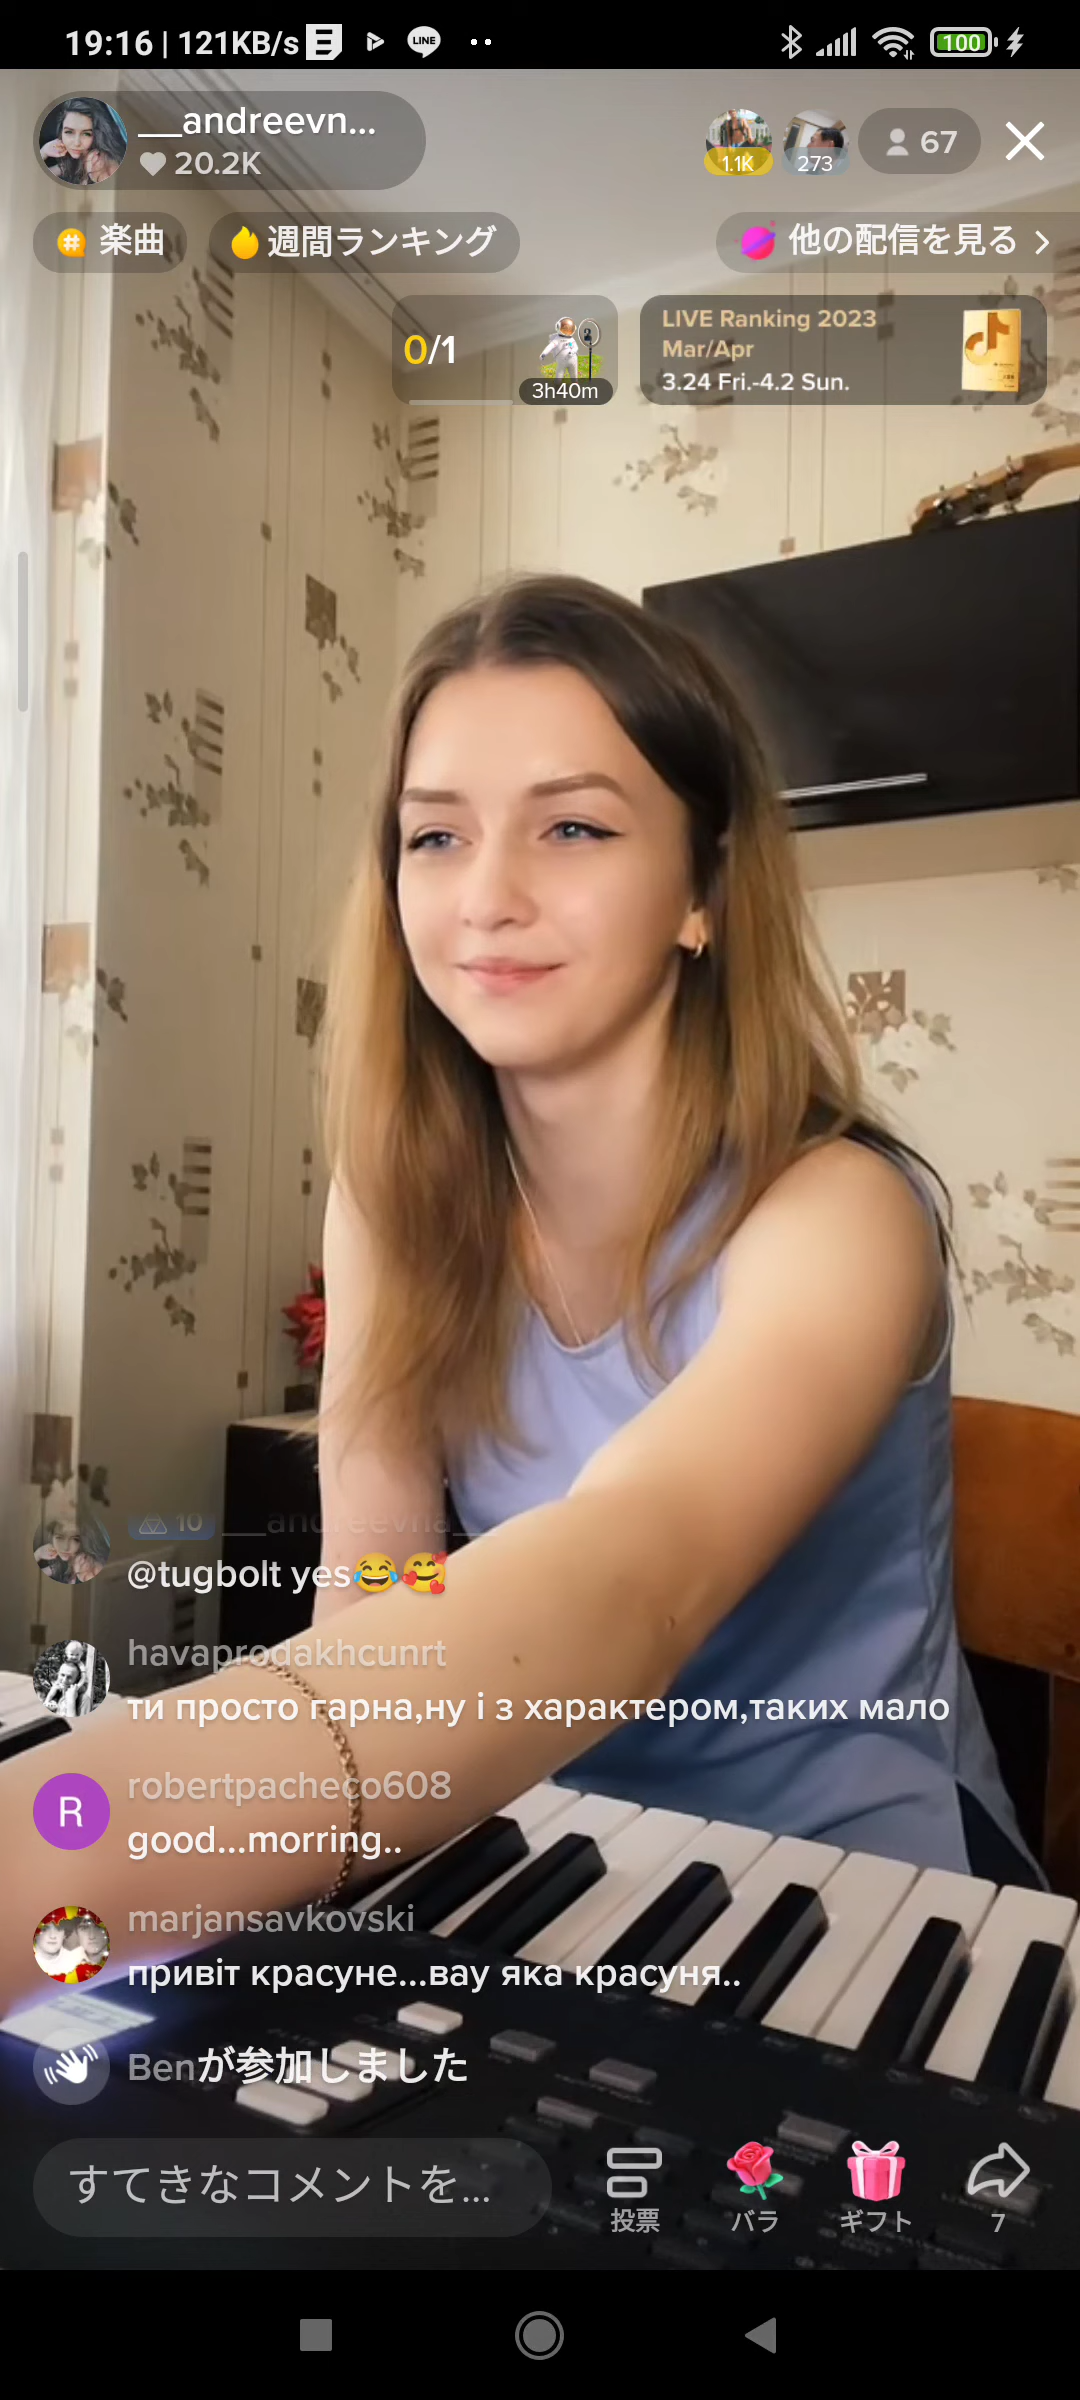 19:16 | 121KB/s
LINE
100
__andreevn...
20.2K
1.1K
273
67
楽曲
週間ランキング
他の配信を見る
0/1
3h40m
LIVE Ranking 2023
Mar/Apr
3.24 Fri.-4.2 Sun.
10 __andreevna__
@tugbolt yes😂🥰
havaprodakhcunrt
ти просто гарна,ну і з характером,таких мало
R
robertpacheco608
good...morring..
marjansavkovski
привіт красуне...вау яка красуня..
Benが参加しました
すてきなコメントを...
投票
バラ
ギフト
7